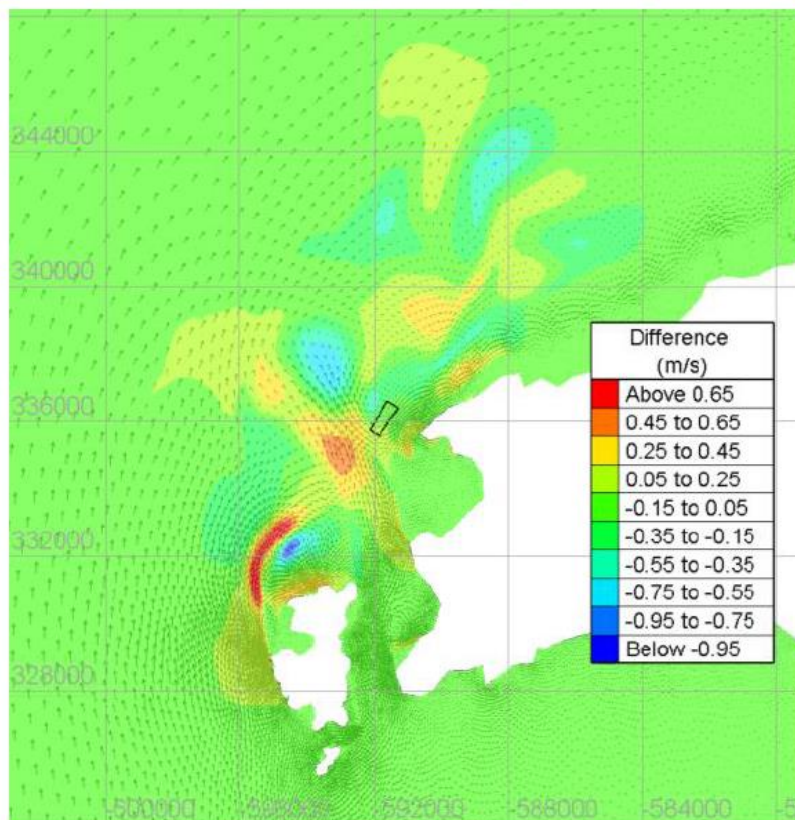 344000
340000
336000
332000
328000
Difference
(m/s)
Above 0.65
0.45 to 0.65
0.25 to 0.45
0.05 to 0.25
-0.15 to 0.05
-0.35 to -0.15
-0.55 to -0.35
-0.75 to -0.55
-0.95 to -0.75
Below -0.95
-600000 -596000 -592000 -588000 -584000